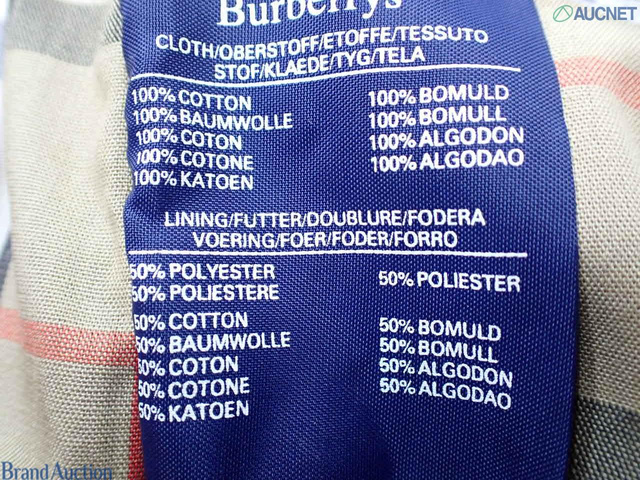 Burberrys
AUCNET
CLOTH/OBERSTOFF/ETOFFE/TESSUTO
STOF/KLAEDE/TYG/TELA
100% COTTON
100% BAUMWOLLE
100% COTON
100% COTONE
100% KATOEN
100% BOMULD
100% BOMULL
100% ALGODON
100% ALGODAO
LINING/FUTTER/DOUBLURE/FODERA
VOERING/FOER/FODER/FORRO
50% POLYESTER
50% POLIESTERE
50% POLIESTER
50% COTTON
50% BAUMWOLLE
50% COTON
50% COTONE
50% KATOEN
50% BOMULD
50% BOMULL
50% ALGODON
50% ALGODAO
Brand Auction